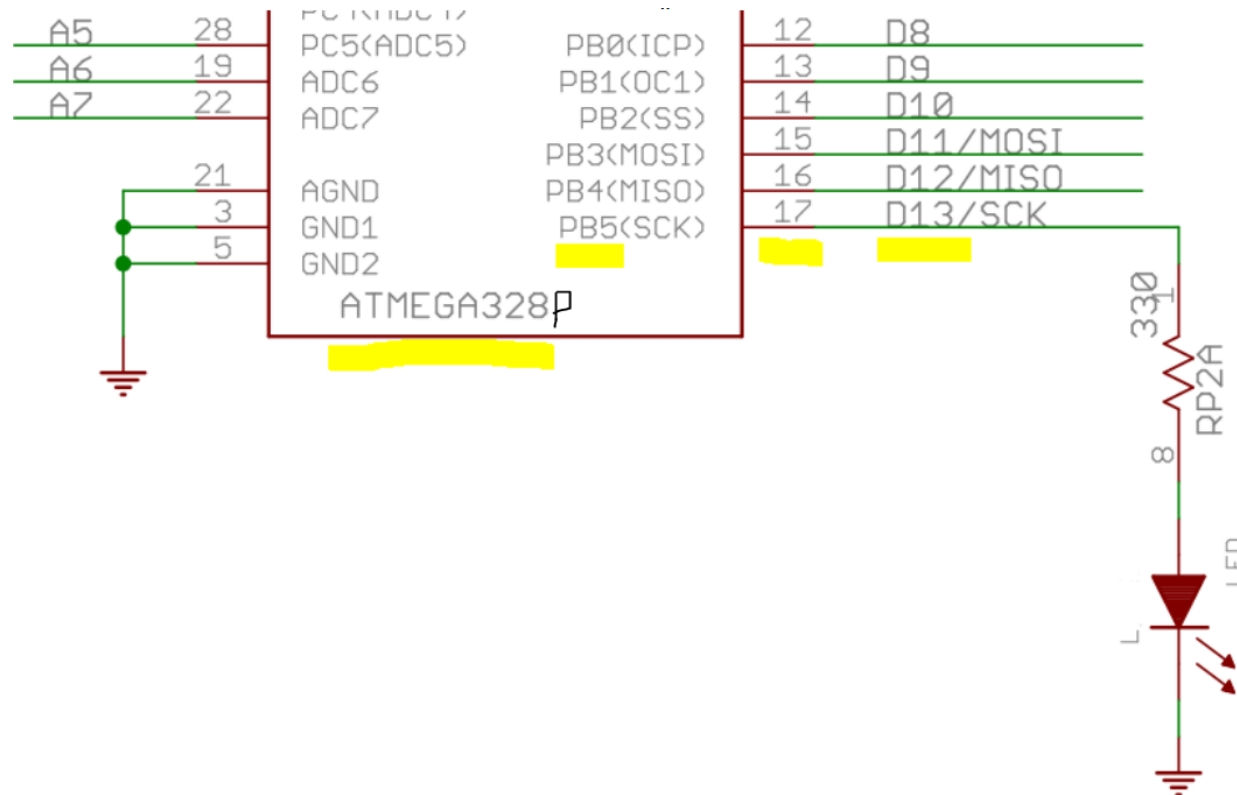 A5
28
PC5(ADC5)
A6
19
ADC6
A7
22
ADC7
21
AGND
3
GND1
5
GND2
PB0(ICP)
12
D8
PB1(OC1)
13
D9
PB2(SS)
14
D10
PB3(MOSI)
15
D11/MOSI
PB4(MISO)
16
D12/MISO
PB5(SCK)
17
D13/SCK
ATMEGA328P
330
1
RP2A
8
L